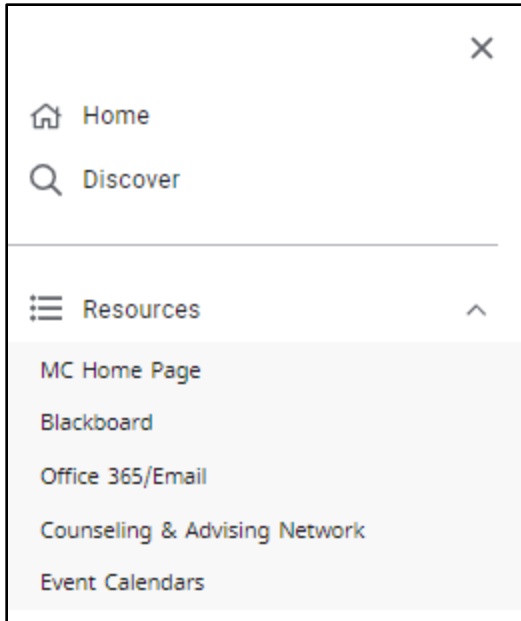 Home
Discover
Resources
MC Home Page
Blackboard
Office 365/Email
Counseling & Advising Network
Event Calendars